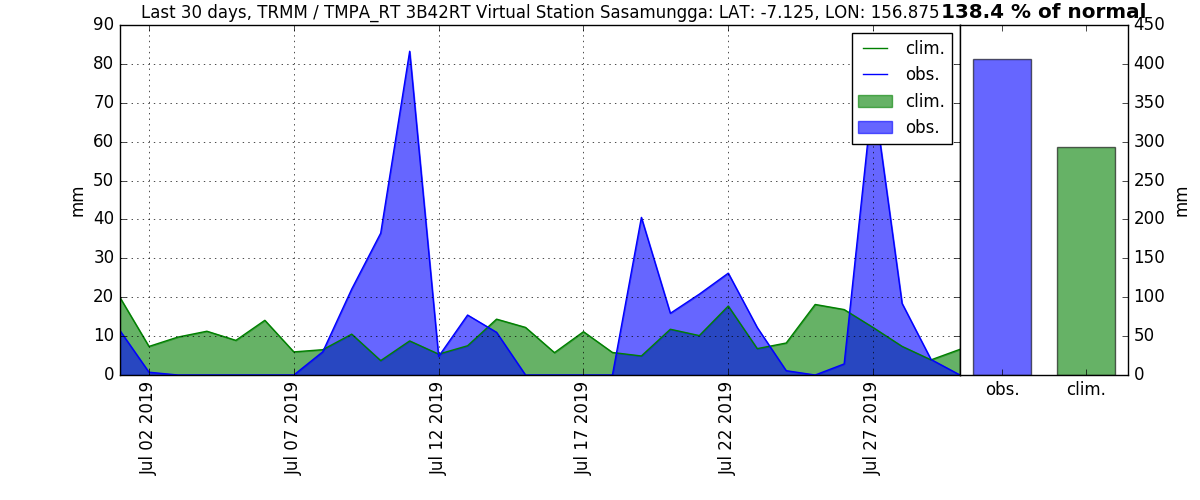 Last 30 days, TRMM / TMPA_RT 3B42RT Virtual Station Sasamungga: LAT: -7.125, LON: 156.875
138.4 % of normal
90
80
70
60
50
40
30
20
10
0
mm
clim.
obs.
clim.
obs.
Jul 02 2019
Jul 07 2019
Jul 12 2019
Jul 17 2019
Jul 22 2019
Jul 27 2019
450
400
350
300
250
200
150
100
50
0
mm
obs.
clim.